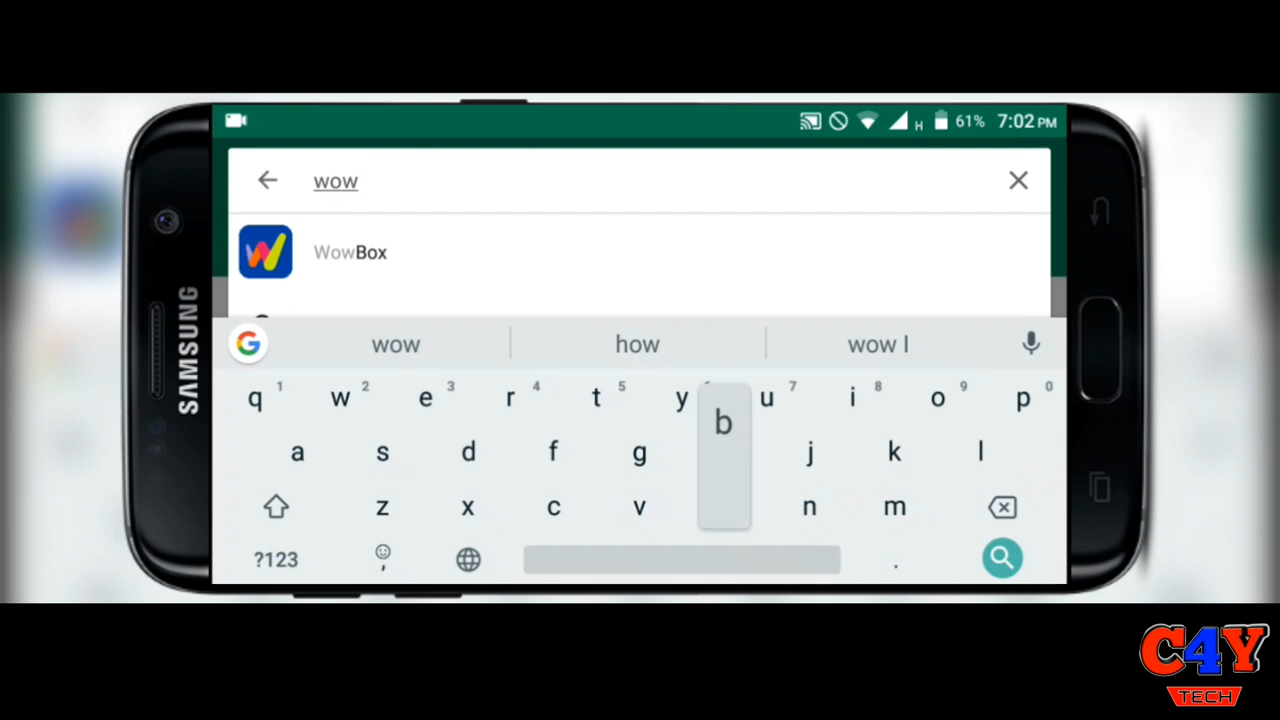 H 61% 7:02 PM
wow
WowBox
SAMSUNG
G wow how wow I
q 1 w 2 e 3 r 4 t 5 y u 7 i 8 o 9 p 0
b
a s d f g j k l
z x c v n m
?123 , .
C4Y
TECH